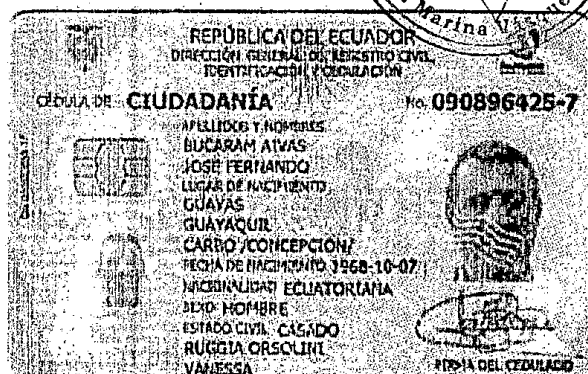 Marina
REPÚBLICA DEL ECUADOR
DIRECCIÓN GENERAL DE REGISTRO CIVIL,
IDENTIFICACIÓN Y CEDULACIÓN
CÉDULA DE CIUDADANÍA No. 090896425-7
APELLIDOS Y NOMBRES
BUCARAM AIVAS
JOSE FERNANDO
LUGAR DE NACIMIENTO
GUAYAS
GUAYAQUIL
CARBO /CONCEPCION/
FECHA DE NACIMIENTO 1968-10-07
NACIONALIDAD ECUATORIANA
SEXO HOMBRE
ESTADO CIVIL CASADO
RUGGIA ORSOLINI
VANESSA
FIRMA DEL CEDULADO